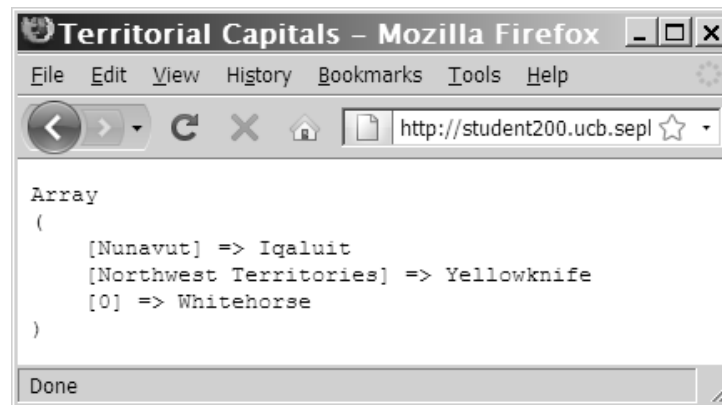 Territorial Capitals – Mozilla Firefox
File Edit View History Bookmarks Tools Help
http://student200.ucb.sepl
Array
(
[Nunavut] => Iqaluit
[Northwest Territories] => Yellowknife
[0] => Whitehorse
)
Done